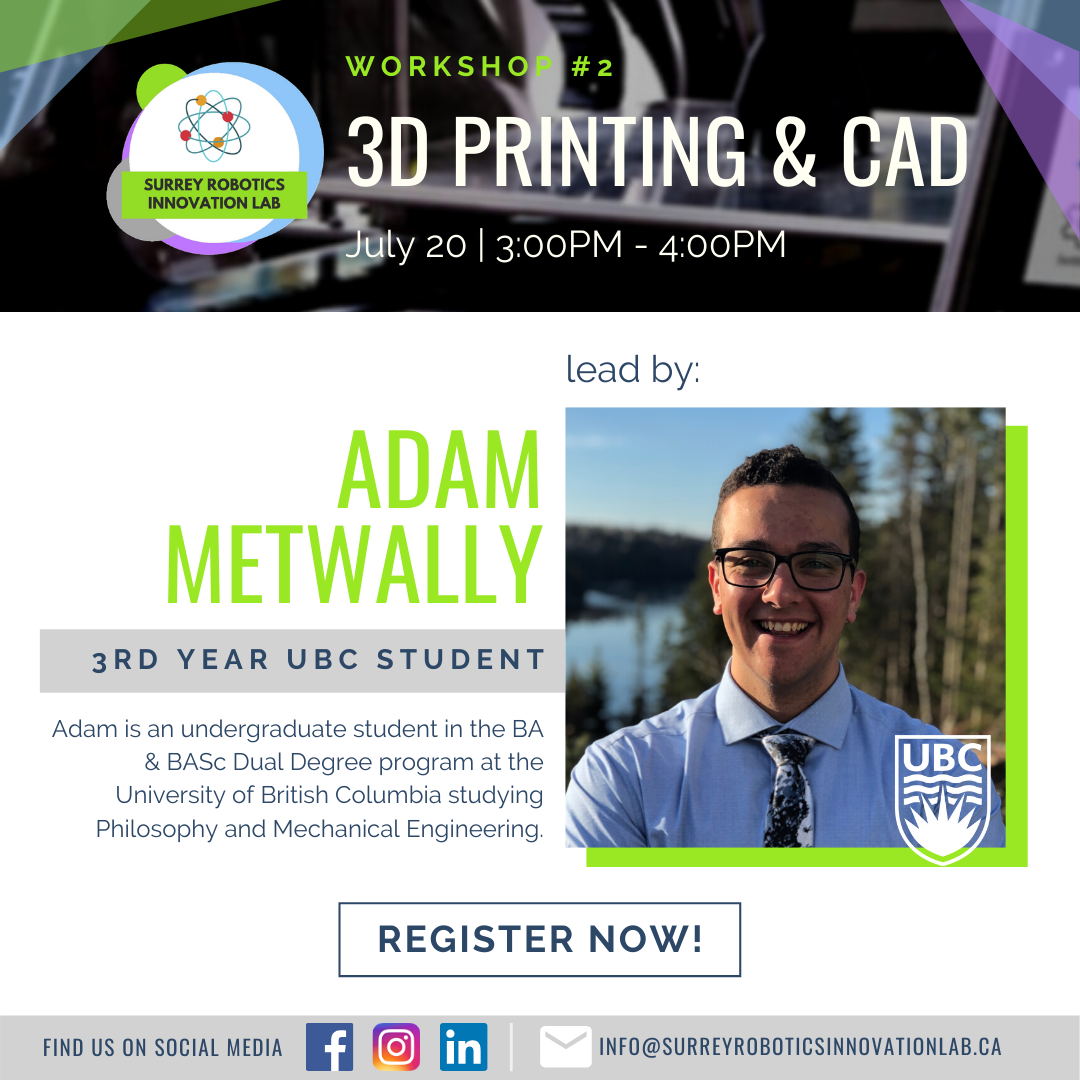 WORKSHOP #2
3D PRINTING & CAD
July 20 | 3:00PM - 4:00PM
SURREY ROBOTICS
INNOVATION LAB
lead by:
ADAM
METWALLY
3RD YEAR UBC STUDENT
Adam is an undergraduate student in the BA
& BASc Dual Degree program at the
University of British Columbia studying
Philosophy and Mechanical Engineering.
UBC
REGISTER NOW!
FIND US ON SOCIAL MEDIA
f
in
INFO@SURREYROBOTICSINNOVATIONLAB.CA